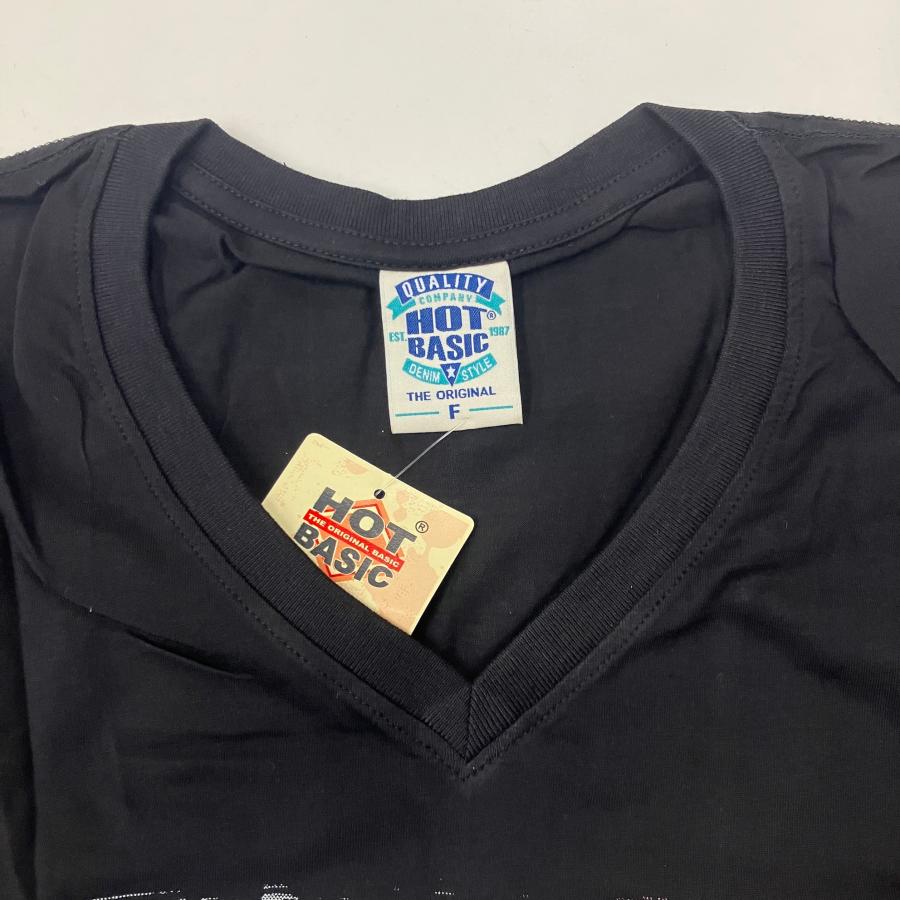 QUALITY
COMPANY
HOT®
EST. 1987
BASIC
DENIM STYLE
THE ORIGINAL
F
HOT®
THE ORIGINAL BASIC
BASIC